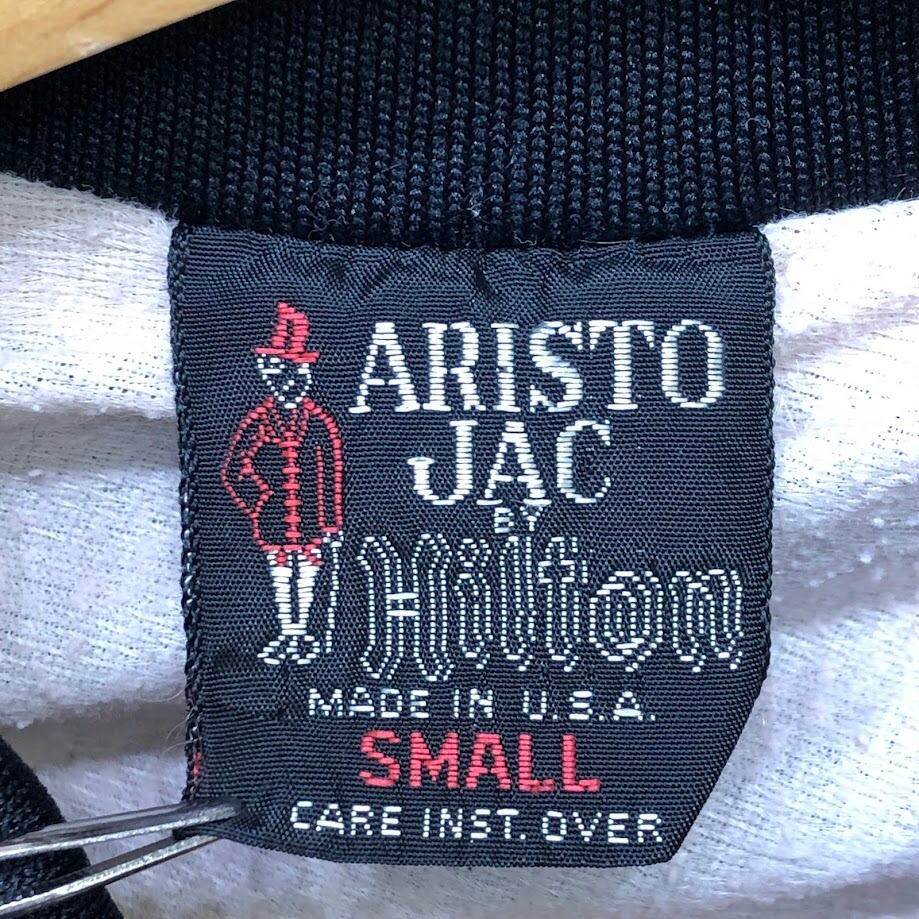 ARISTO
JAC
BY
Hilton
MADE IN U.S.A.
SMALL
CARE INST. OVER